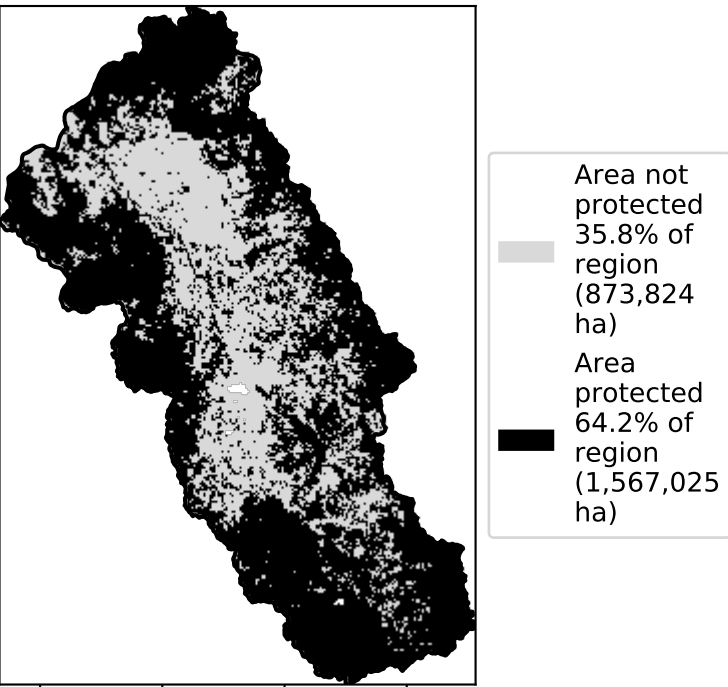 Area not
protected
35.8% of
region
(873,824
ha)
Area
protected
64.2% of
region
(1,567,025
ha)